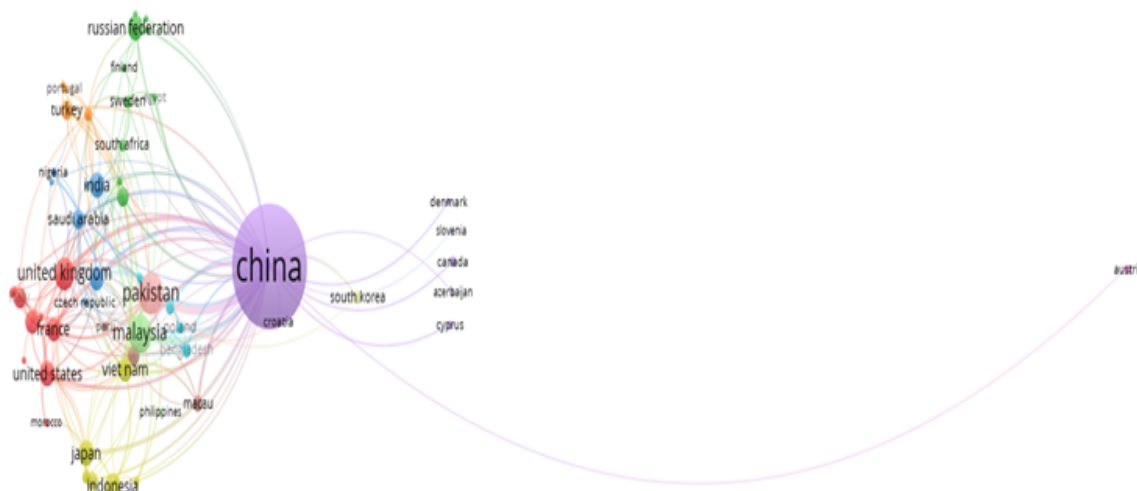 russian federation
finland
portugal
sweden
egypt
turkey
south africa
nigeria
india
saudi arabia
denmark
slovenia
china
canada
austri
united kingdom
pakistan
czech republic
azerbaijan
south korea
croatia
cyprus
france
malaysia
poland
bangladesh
viet nam
united states
macau
philippines
morocco
japan
indonesia